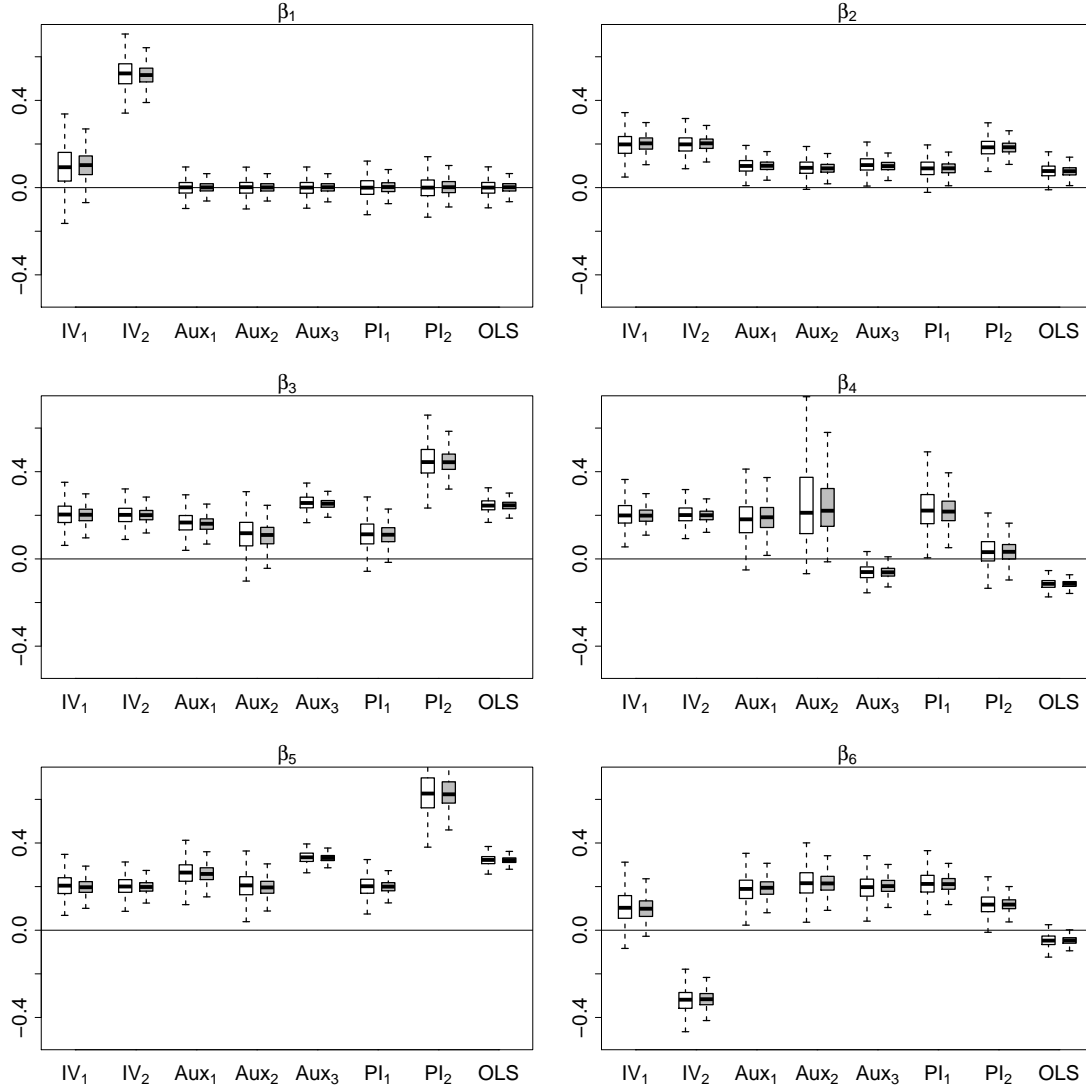 β₁ β₂
0.4 0.4
0.0 0.0
−0.4 −0.4
IV₁ IV₂ Aux₁ Aux₂ Aux₃ PI₁ PI₂ OLS IV₁ IV₂ Aux₁ Aux₂ Aux₃ PI₁ PI₂ OLS
β₃ β₄
0.4 0.4
0.0 0.0
−0.4 −0.4
IV₁ IV₂ Aux₁ Aux₂ Aux₃ PI₁ PI₂ OLS IV₁ IV₂ Aux₁ Aux₂ Aux₃ PI₁ PI₂ OLS
β₅ β₆
0.4 0.4
0.0 0.0
−0.4 −0.4
IV₁ IV₂ Aux₁ Aux₂ Aux₃ PI₁ PI₂ OLS IV₁ IV₂ Aux₁ Aux₂ Aux₃ PI₁ PI₂ OLS